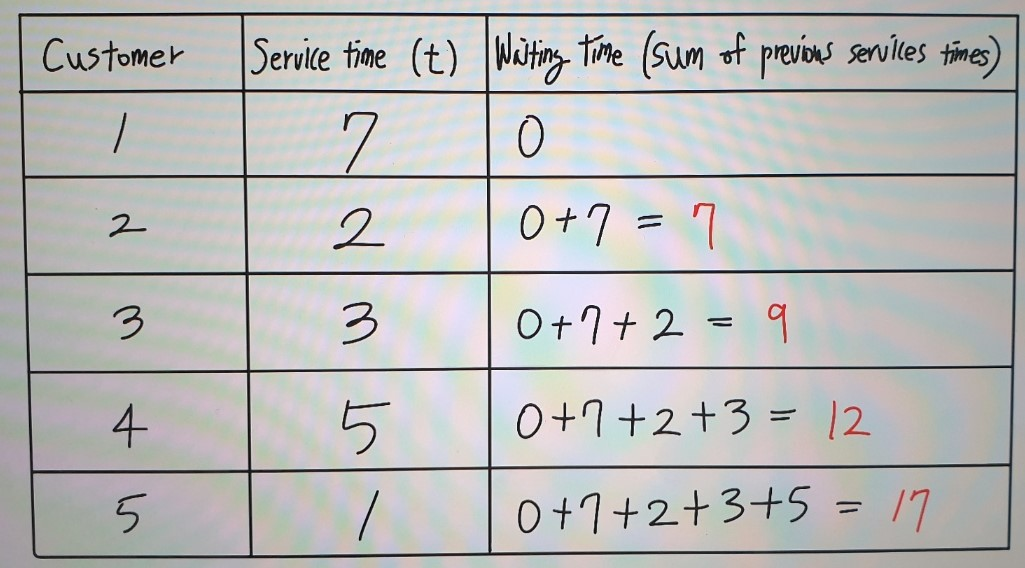 Customer Service time (t) Waiting Time (sum of previous services times)
1 7 0
2 2 0+7 = 7
3 3 0+7+2 = 9
4 5 0+7+2+3 = 12
5 1 0+7+2+3+5 = 17